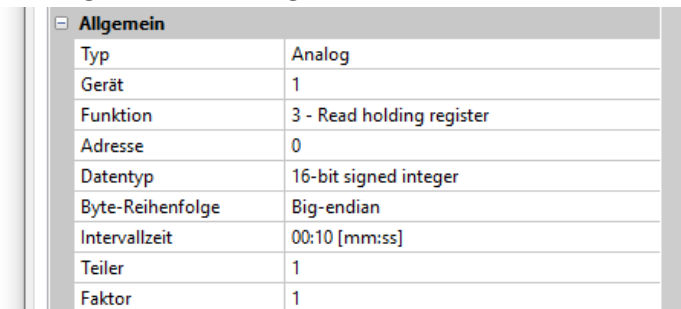 Allgemein
Typ Analog
Gerät 1
Funktion 3 - Read holding register
Adresse 0
Datentyp 16-bit signed integer
Byte-Reihenfolge Big-endian
Intervallzeit 00:10 [mm:ss]
Teiler 1
Faktor 1